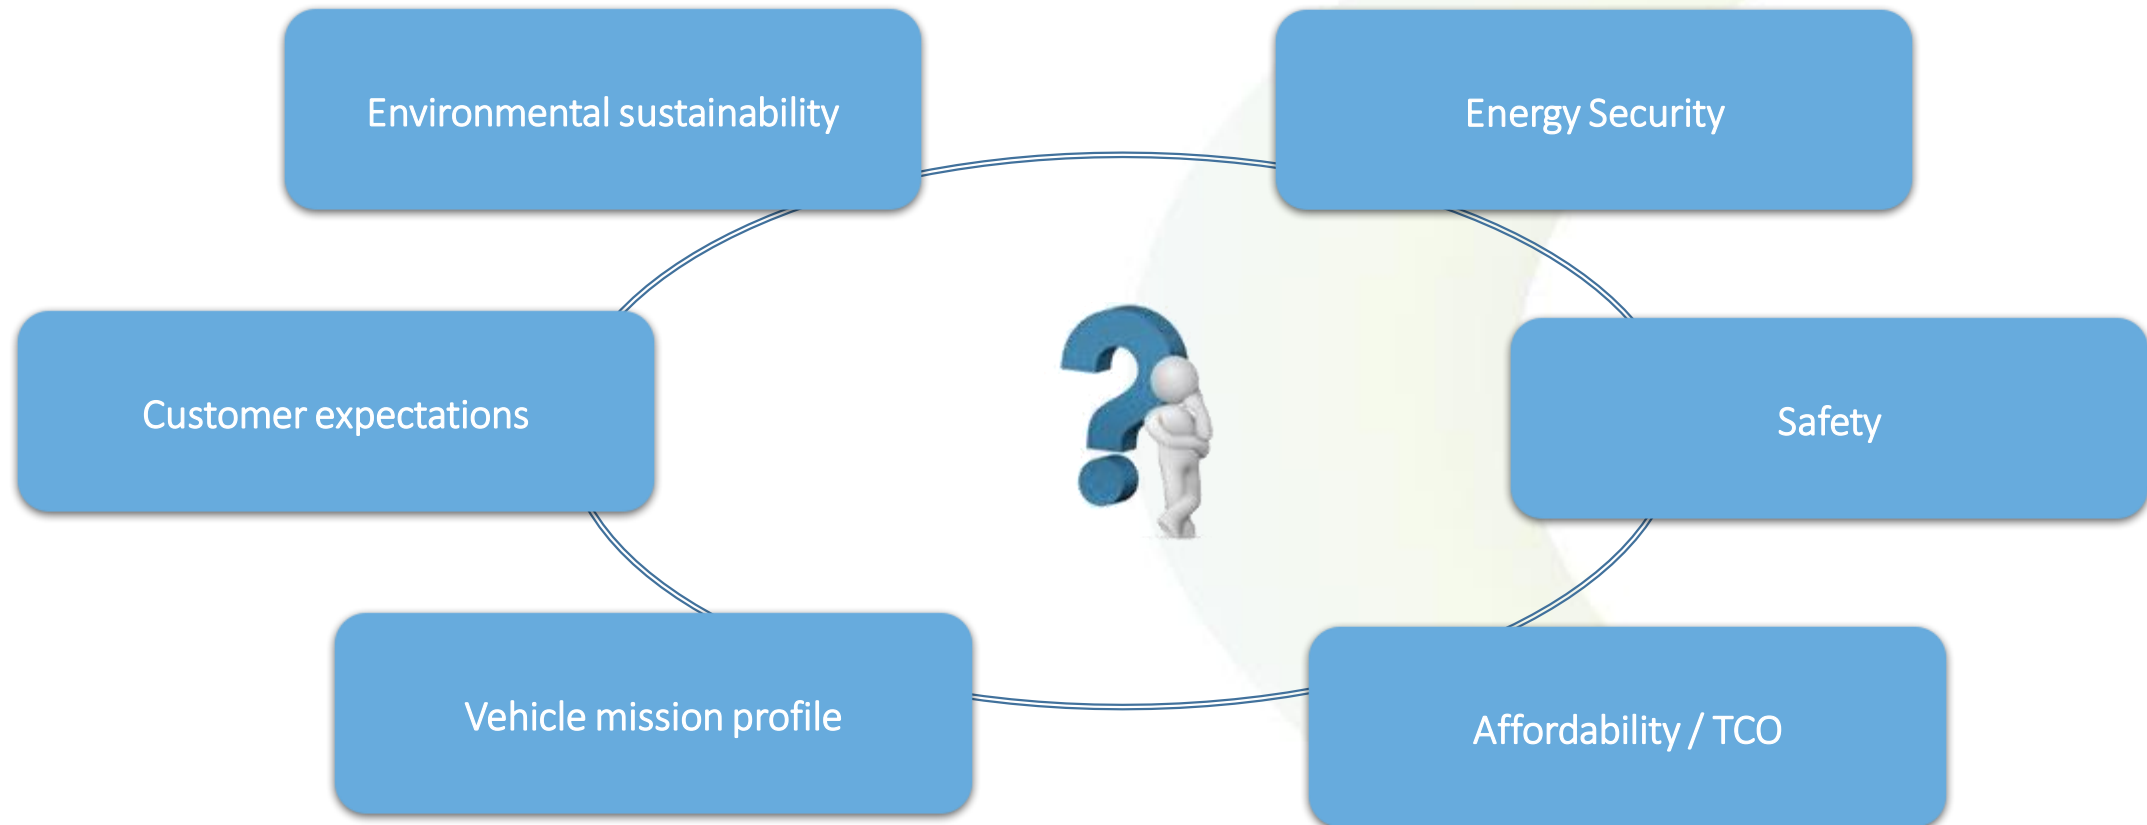 Environmental sustainability
Energy Security
Customer expectations
Safety
Vehicle mission profile
Affordability / TCO